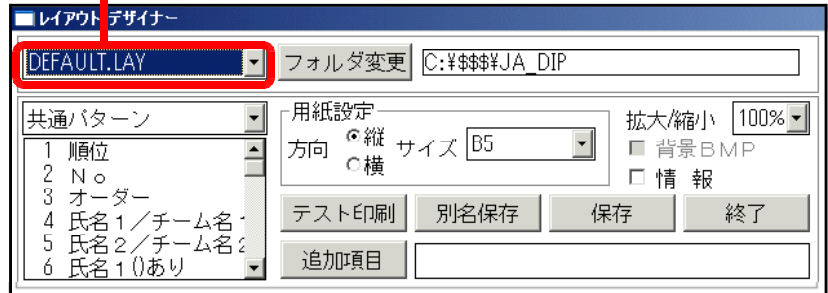 レイアウトデザイナー
DEFAULT.LAY フォルダ変更 C:¥$$$¥JA_DIP
共通パターン
1 順位
2 No
3 オーダー
4 氏名1/チーム名
5 氏名2/チーム名2
6 氏名1()あり
用紙設定
方向 縦 横 サイズ B5
拡大/縮小 100%
背景BMP
情 報
テスト印刷 別名保存 保存 終了
追加項目